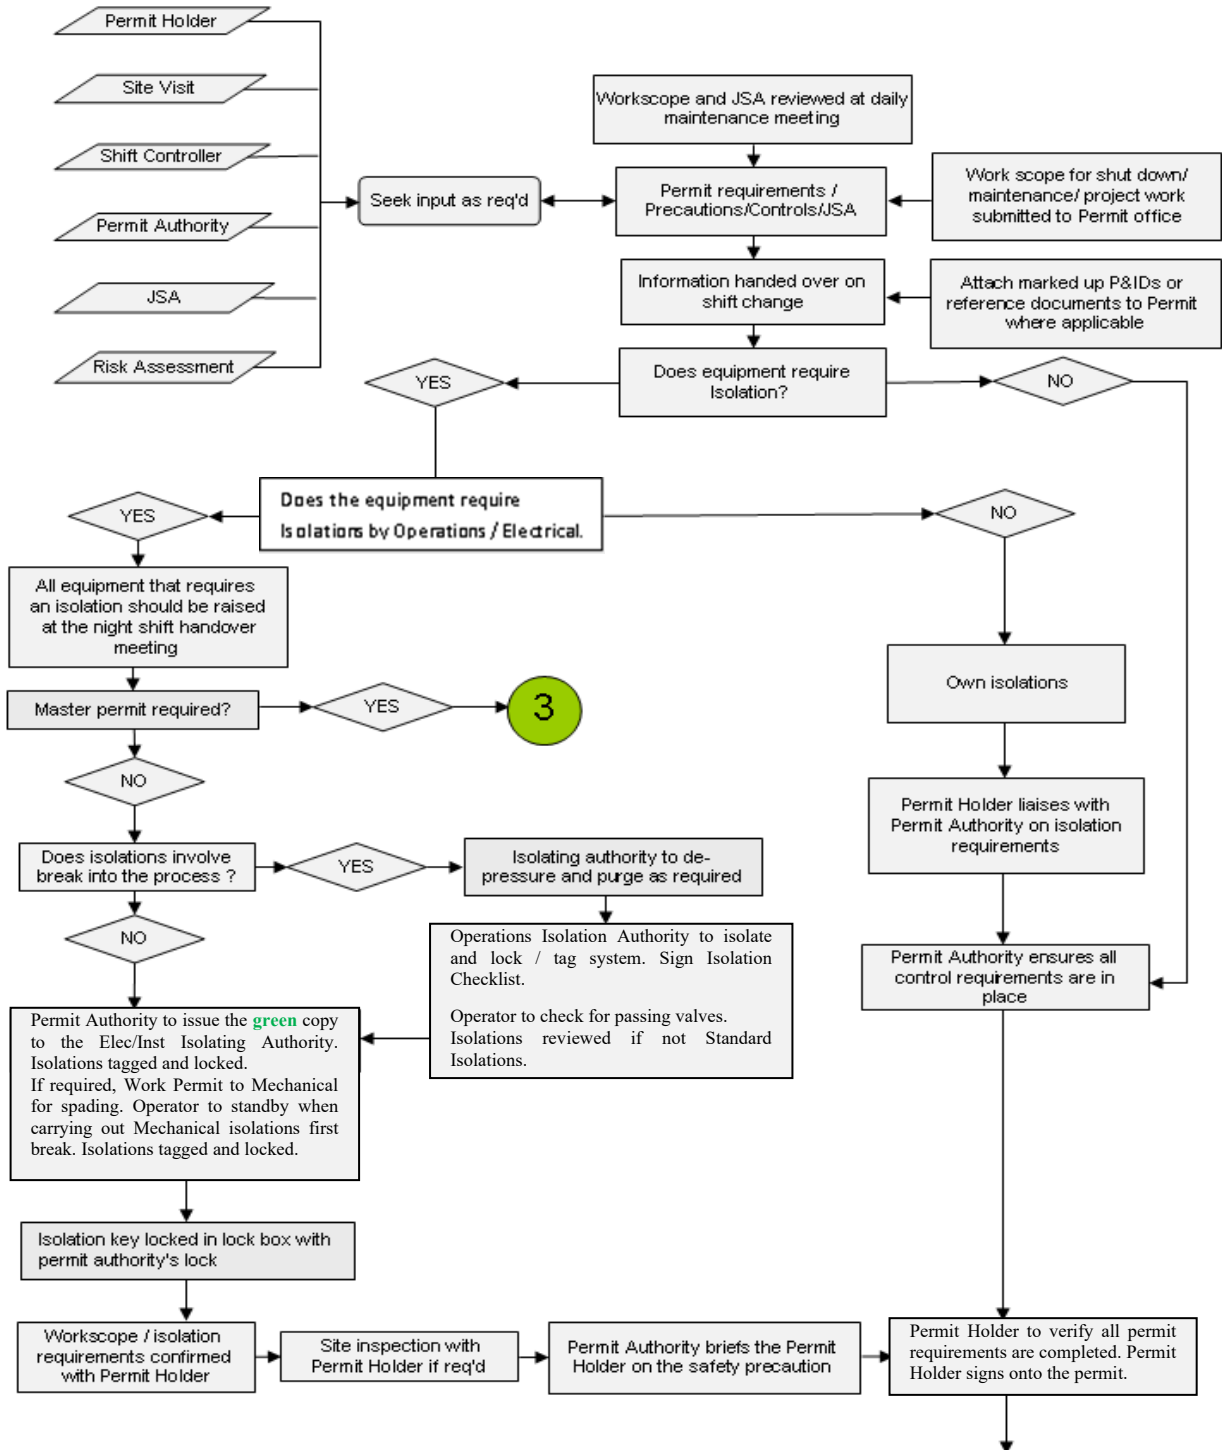 Permit Holder
Site Visit
Shift Controller
Permit Authority
JSA
Risk Assessment
Seek input as req'd
Workscope and JSA reviewed at daily
maintenance meeting
Permit requirements /
Precautions/Controls/JSA
Work scope for shut down/
maintenance/ project work
submitted to Permit office
Information handed over on
shift change
Attach marked up P&IDs or
reference documents to Permit
where applicable
YES
Does equipment require
Isolation?
NO
YES
Does the equipment require
Isolations by Operations / Electrical.
NO
All equipment that requires
an isolation should be raised
at the night shift handover
meeting
Own isolations
Master permit required?
YES
3
NO
Permit Holder liaises with
Permit Authority on isolation
requirements
Does isolations involve
break into the process ?
YES
Isolating authority to de-
pressure and purge as required
NO
Operations Isolation Authority to isolate
and lock / tag system. Sign Isolation
Checklist.
Operator to check for passing valves.
Isolations reviewed if not Standard
Isolations.
Permit Authority ensures all
control requirements are in
place
Permit Authority to issue the green copy
to the Elec/Inst Isolating Authority.
Isolations tagged and locked.
If required, Work Permit to Mechanical
for spading. Operator to standby when
carrying out Mechanical isolations first
break. Isolations tagged and locked.
Isolation key locked in lock box with
permit authority's lock
Workscope / isolation
requirements confirmed
with Permit Holder
Site inspection with
Permit Holder if req'd
Permit Authority briefs the Permit
Holder on the safety precaution
Permit Holder to verify all permit
requirements are completed. Permit
Holder signs onto the permit.